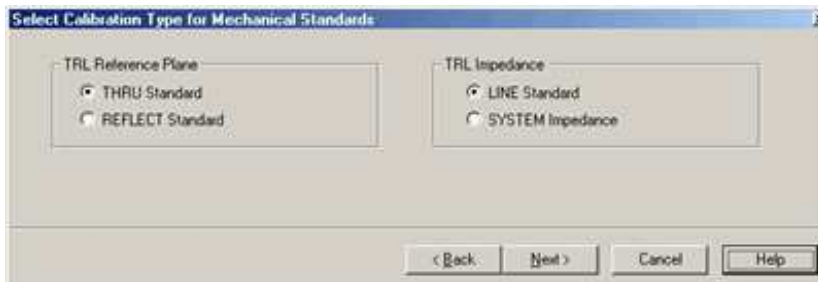 Select Calibration Type for Mechanical Standards
TRL Reference Plane
THRU Standard
REFLECT Standard
TRL Impedance
LINE Standard
SYSTEM Impedance
< Back
Next >
Cancel
Help